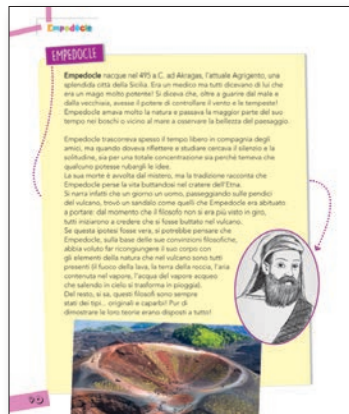 Empedocle
EMPEDOCLE
Empedocle nacque nel 495 a.C. ad Akragas, l'attuale Agrigento, una
splendida città della Sicilia. Era un medico ma tutti dicevano di lui che
era un mago molto potente! Si diceva che, oltre a guarire dal male e
dalla vecchiaia, avesse il potere di controllare il vento e le tempeste!
Empedocle amava molto la natura e passava la maggior parte del suo
tempo nei boschi o vicino al mare a osservare la bellezza del paesaggio.
Empedocle trascorreva spesso il tempo libero in compagnia degli
amici, ma quando doveva riflettere e studiare cercava il silenzio e la
solitudine, sia per una totale concentrazione sia perché temeva che
qualcuno potesse rubargli le idee.
La sua morte è avvolta dal mistero, ma la tradizione racconta che
Empedocle perse la vita buttandosi nel cratere dell'Etna.
Si narra infatti che un giorno un uomo, passeggiando sulle pendici
del vulcano, trovò un sandalo come quelli che Empedocle era abituato
a portare: dal momento che il filosofo non si era più visto in giro,
tutti iniziarono a credere che si fosse buttato nel vulcano.
Se questa ipotesi fosse vera, si potrebbe pensare che
Empedocle, sulla base delle sue convinzioni filosofiche,
abbia voluto far ricongiungere il suo corpo con
gli elementi della natura che nel vulcano sono tutti
presenti (il fuoco della lava, la terra della roccia, l'aria
contenuta nel vapore, l'acqua del vapore acqueo
che salendo in cielo si trasforma in pioggia).
Del resto, si sa, questi filosofi sono sempre
stati dei tipi... originali e caparbi! Pur di
dimostrare le loro teorie erano disposti a tutto!